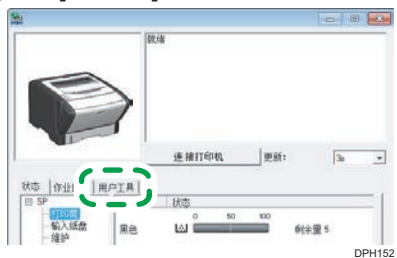 就绪
连接打印机
更新:
3s
状态
作业
用户工具
SP
打印机
输入纸盘
维护
状态
黑色
0 50 100
剩余量 5
DPH152